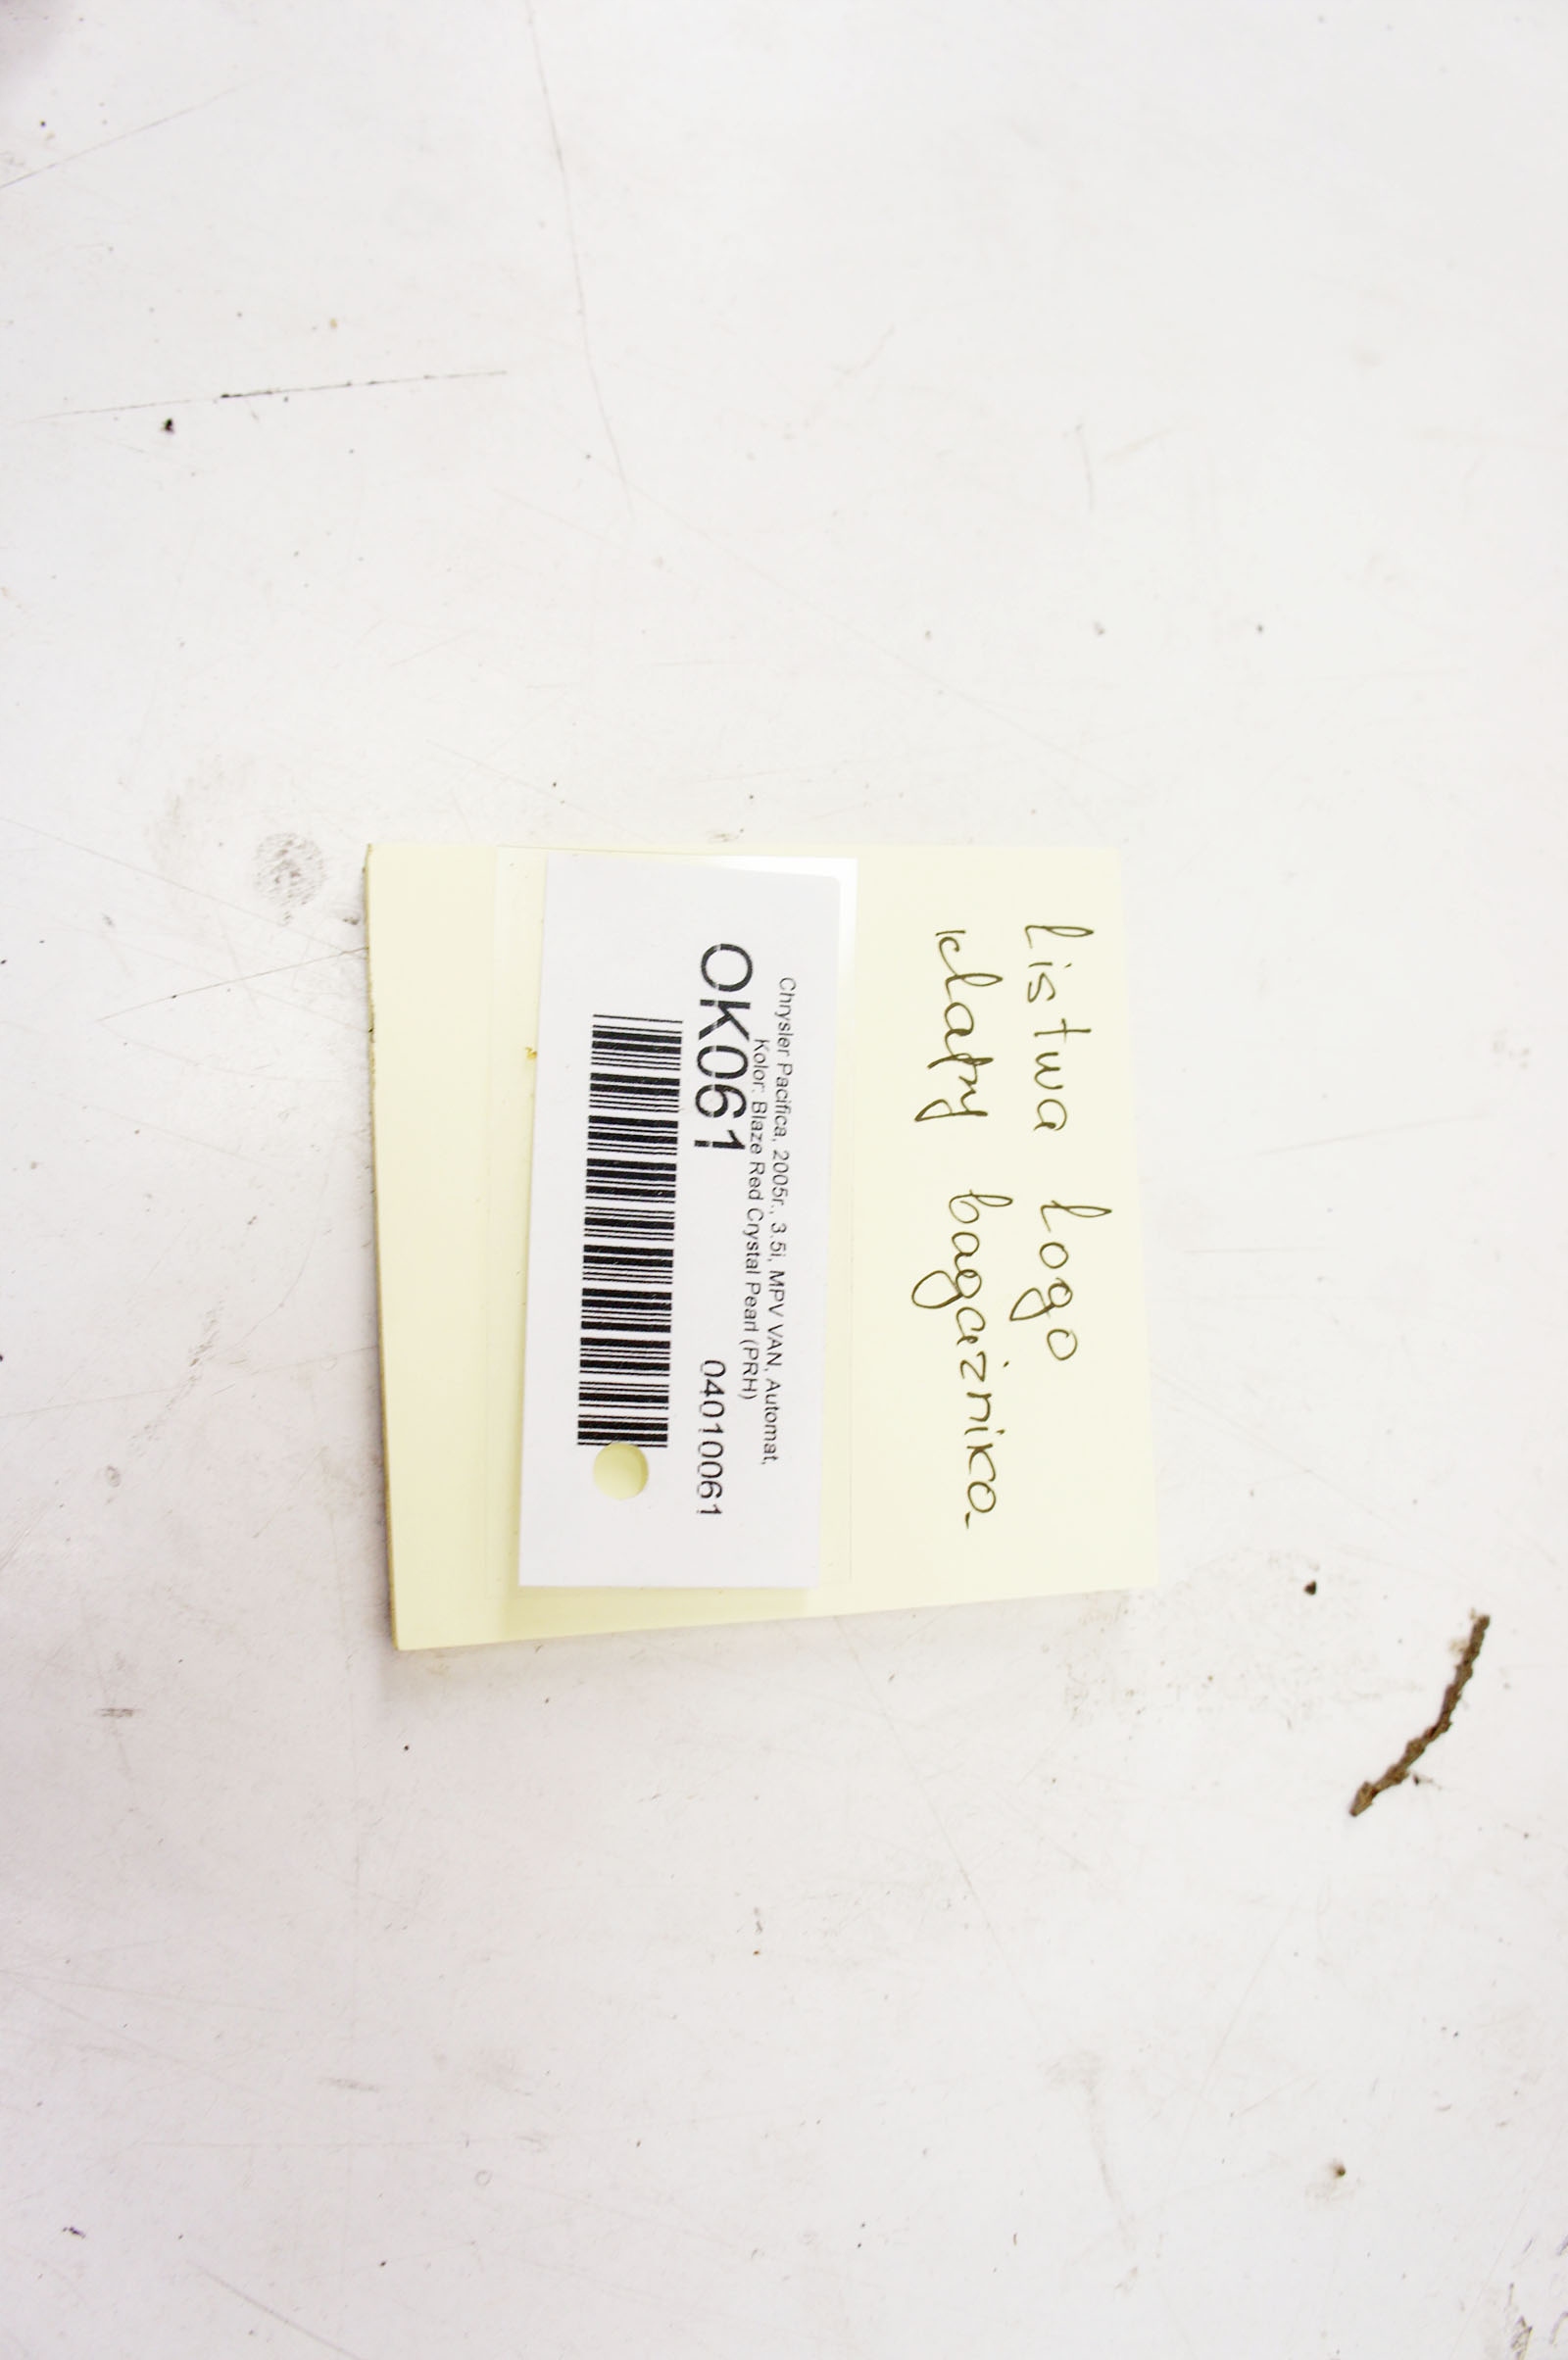 listwa logo
klapy bagażnika
Chrysler Pacifica, 2005r., 3.5i, MPV VAN, Automat,
Kolor: Blaze Red Crystal Pearl (PRH)
OK061 04010061